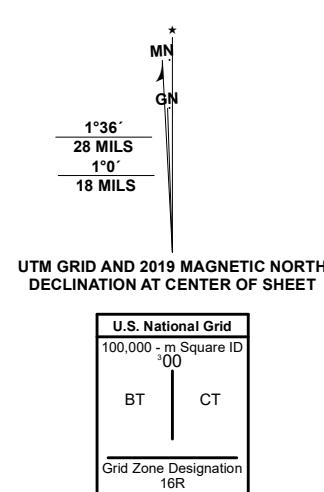 ★
MN
GN
1°36´
28 MILS
1°0´
18 MILS
UTM GRID AND 2019 MAGNETIC NORTH
DECLINATION AT CENTER OF SHEET
U.S. National Grid
100,000 - m Square ID
³00
BT CT
Grid Zone Designation
16R